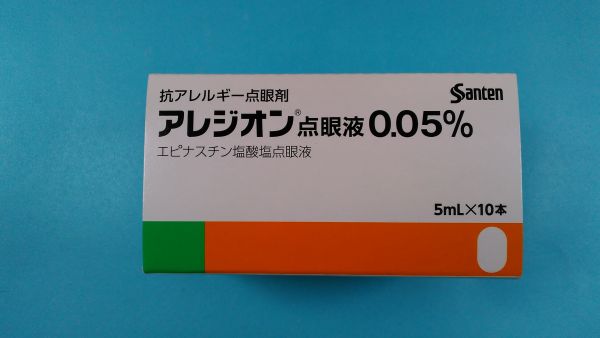 抗アレルギー点眼剤
Santen
アレジオン®点眼液 0.05%
エピナスチン塩酸塩点眼液
5mL×10本